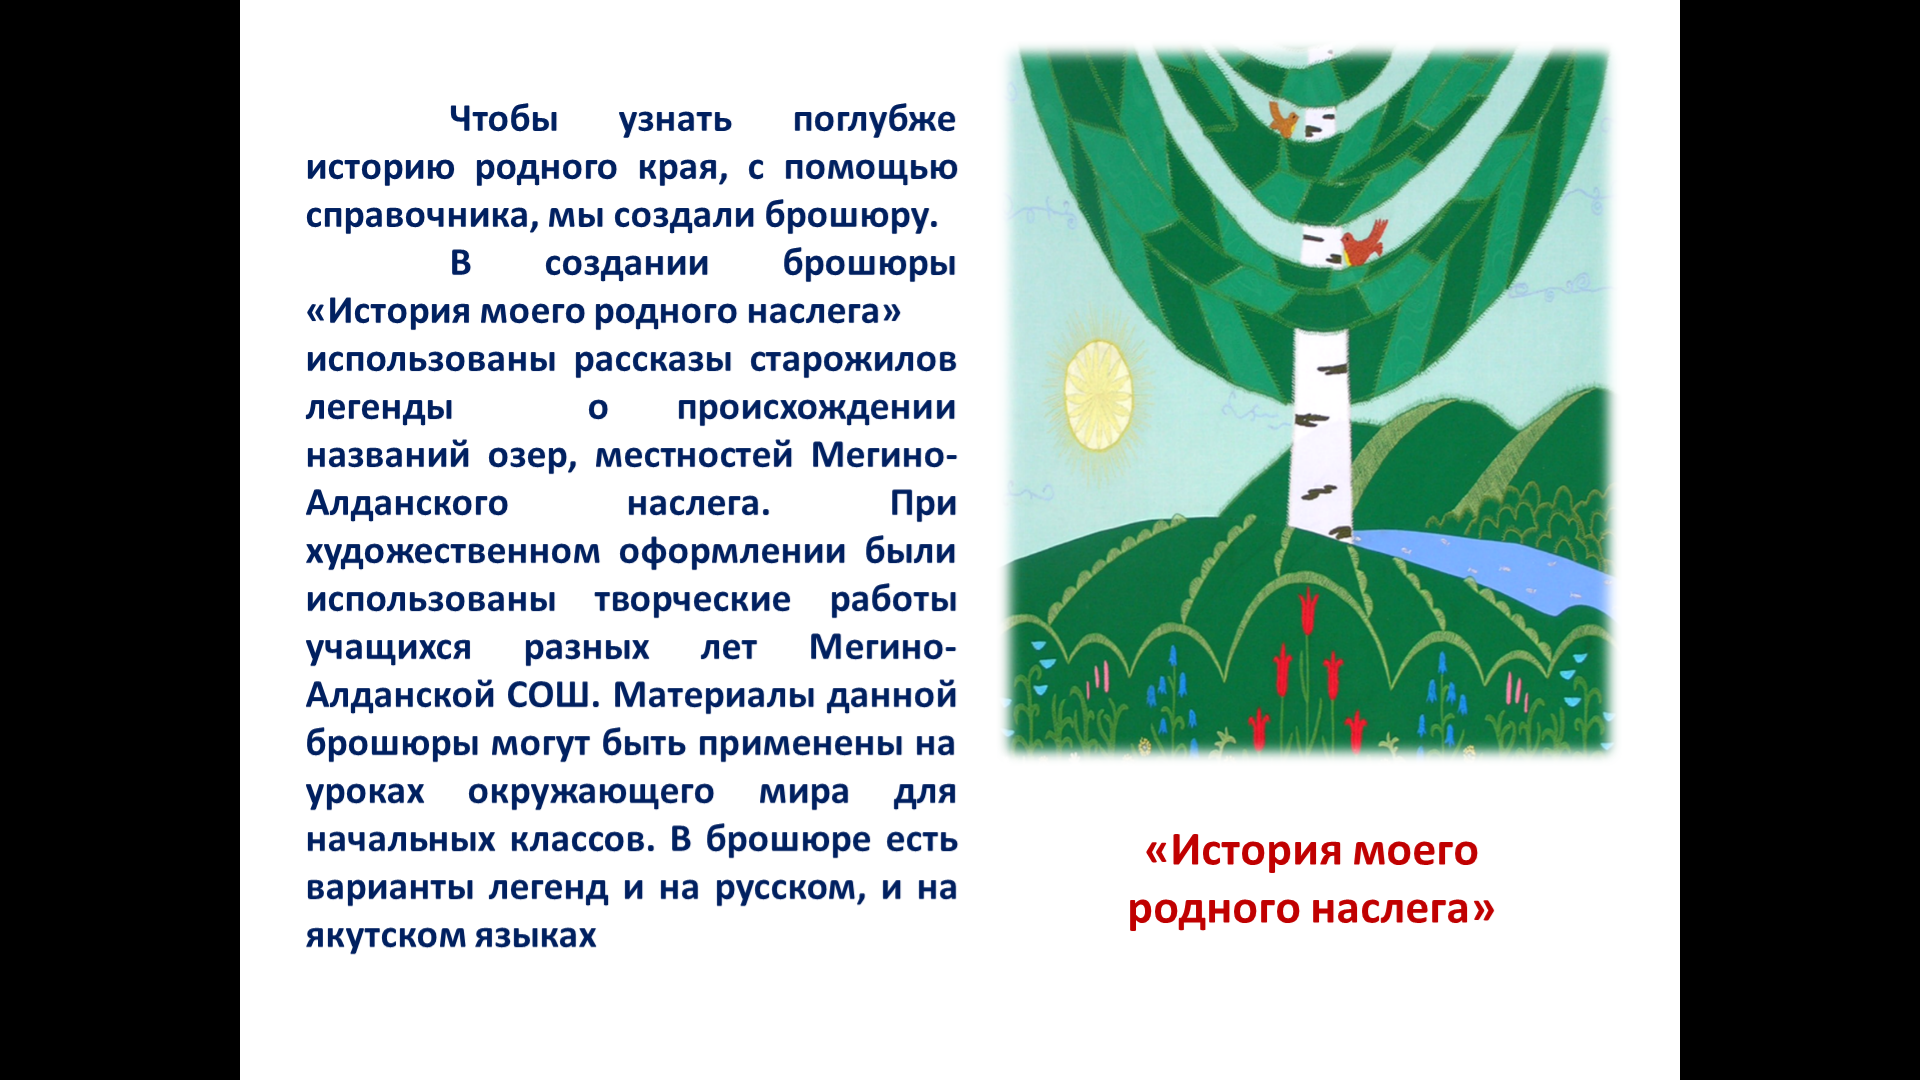 Чтобы узнать поглубже
историю родного края, с помощью
справочника, мы создали брошюру.
В создании брошюры
«История моего родного наслега»
использованы рассказы старожилов
легенды о происхождении
названий озер, местностей Мегино-
Алданского наслега. При
художественном оформлении были
использованы творческие работы
учащихся разных лет Мегино-
Алданской СОШ. Материалы данной
брошюры могут быть применены на
уроках окружающего мира для
начальных классов. В брошюре есть
варианты легенд и на русском, и на
якутском языках
«История моего
родного наслега»